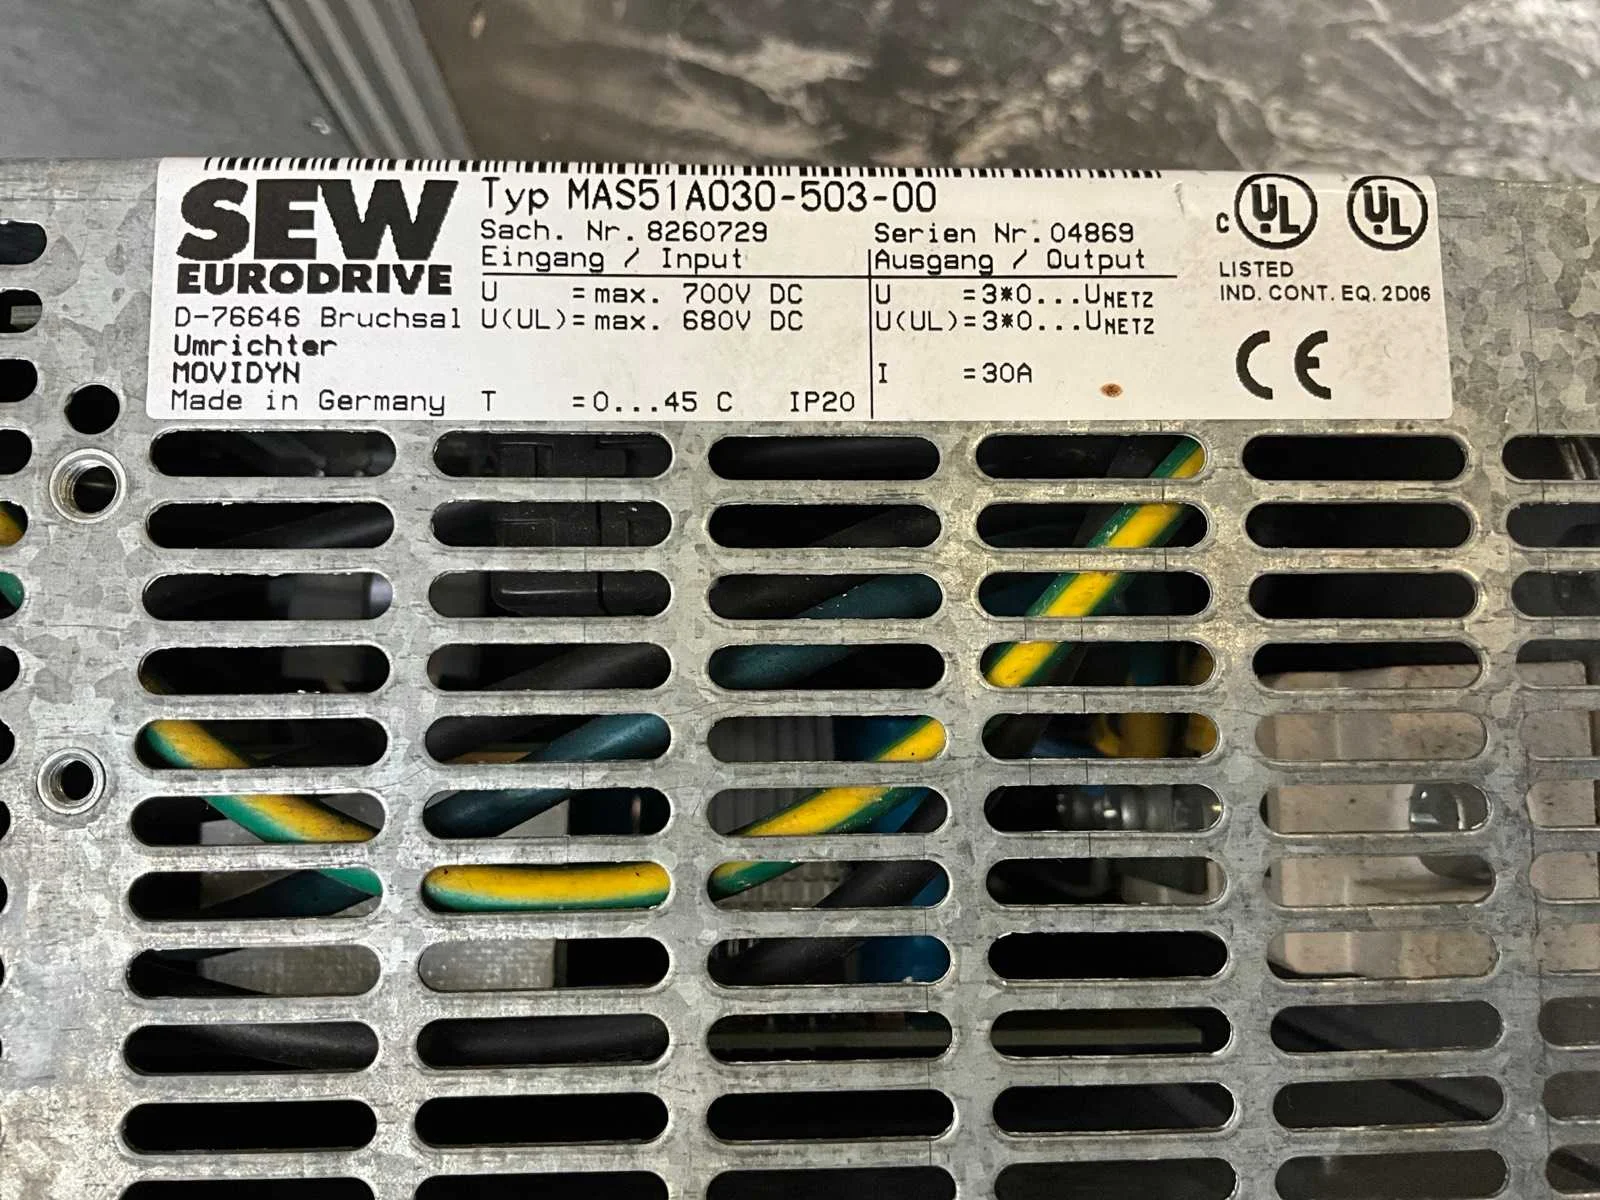 SEW
EURODRIVE
D-76646 Bruchsal
Umrichter
MOVIDYN
Made in Germany
Typ MAS51A030-503-00
Sach. Nr. 8260729 Serien Nr. 04869
Eingang / Input Ausgang / Output
U = max. 700V DC U =3*0...UNETZ
U(UL)= max. 680V DC U(UL)=3*0...UNETZ
I =30A
T =0...45 C IP20
c UL UL
LISTED
IND. CONT. EQ. 2D06
CE